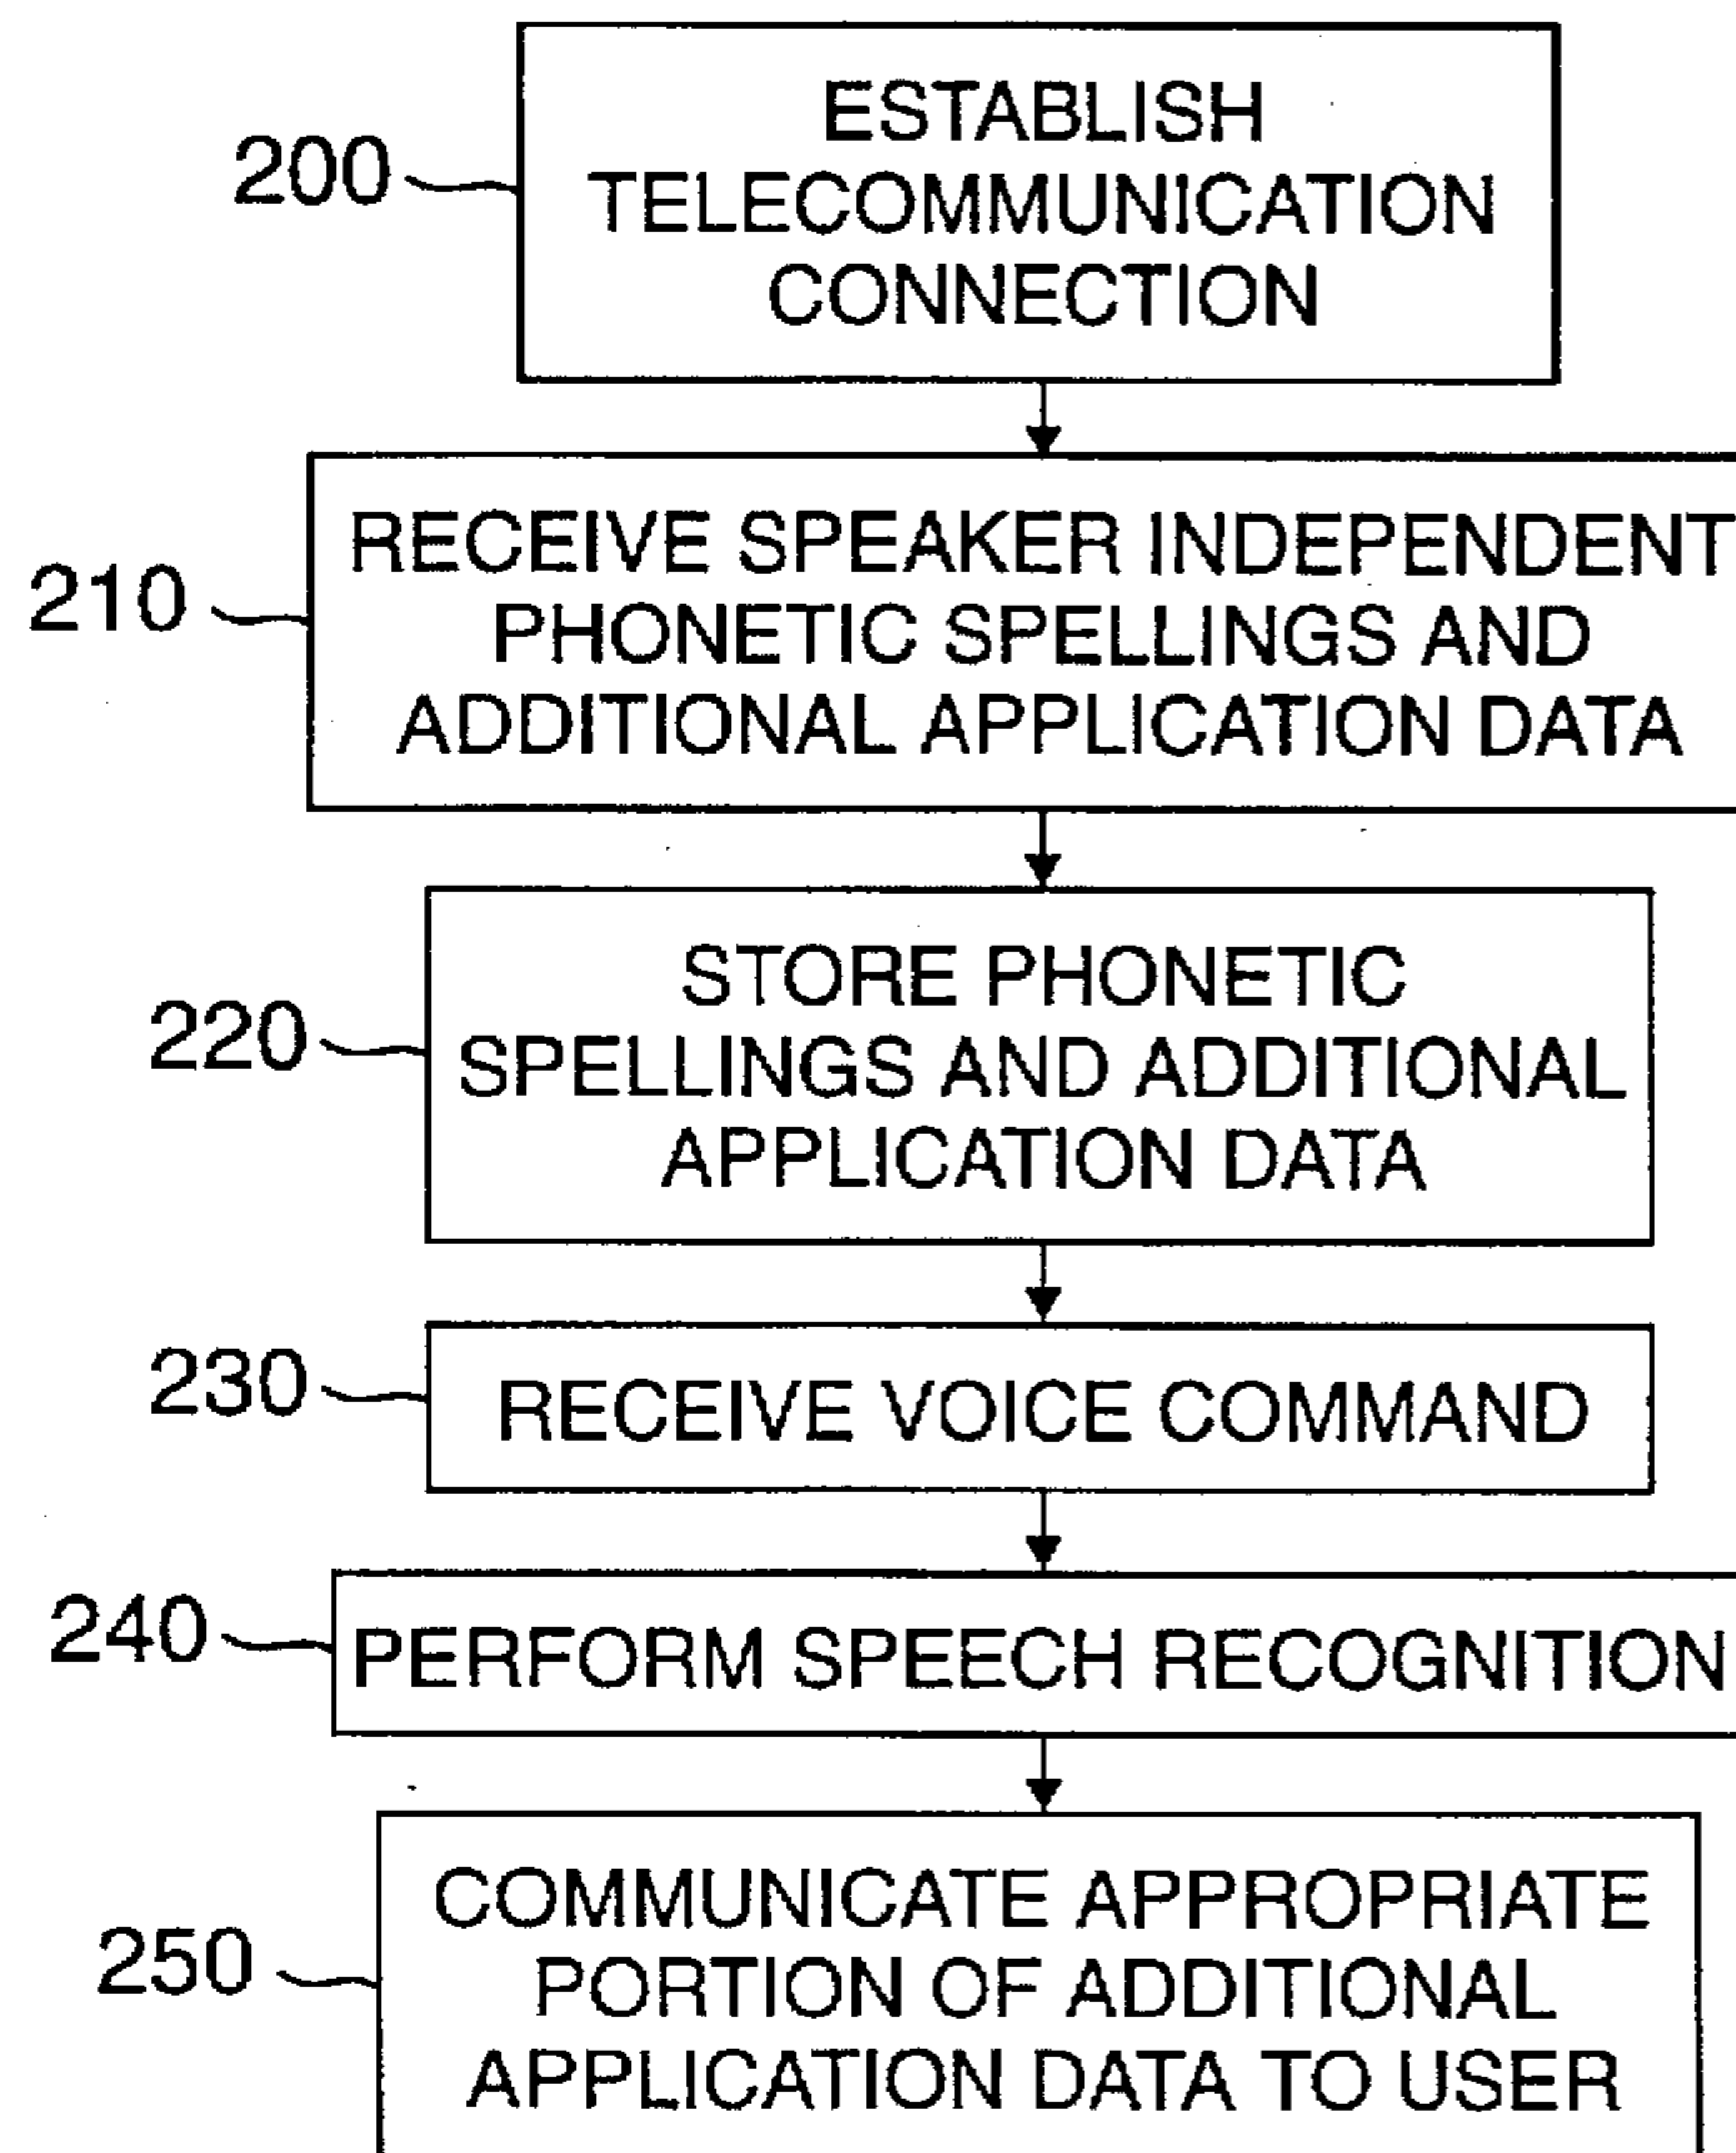 ESTABLISH
200 TELECOMMUNICATION
CONNECTION
RECEIVE SPEAKER INDEPENDENT
210 PHONETIC SPELLINGS AND
ADDITIONAL APPLICATION DATA
STORE PHONETIC
220 SPELLINGS AND ADDITIONAL
APPLICATION DATA
230 RECEIVE VOICE COMMAND
240 PERFORM SPEECH RECOGNITION
COMMUNICATE APPROPRIATE
250 PORTION OF ADDITIONAL
APPLICATION DATA TO USER